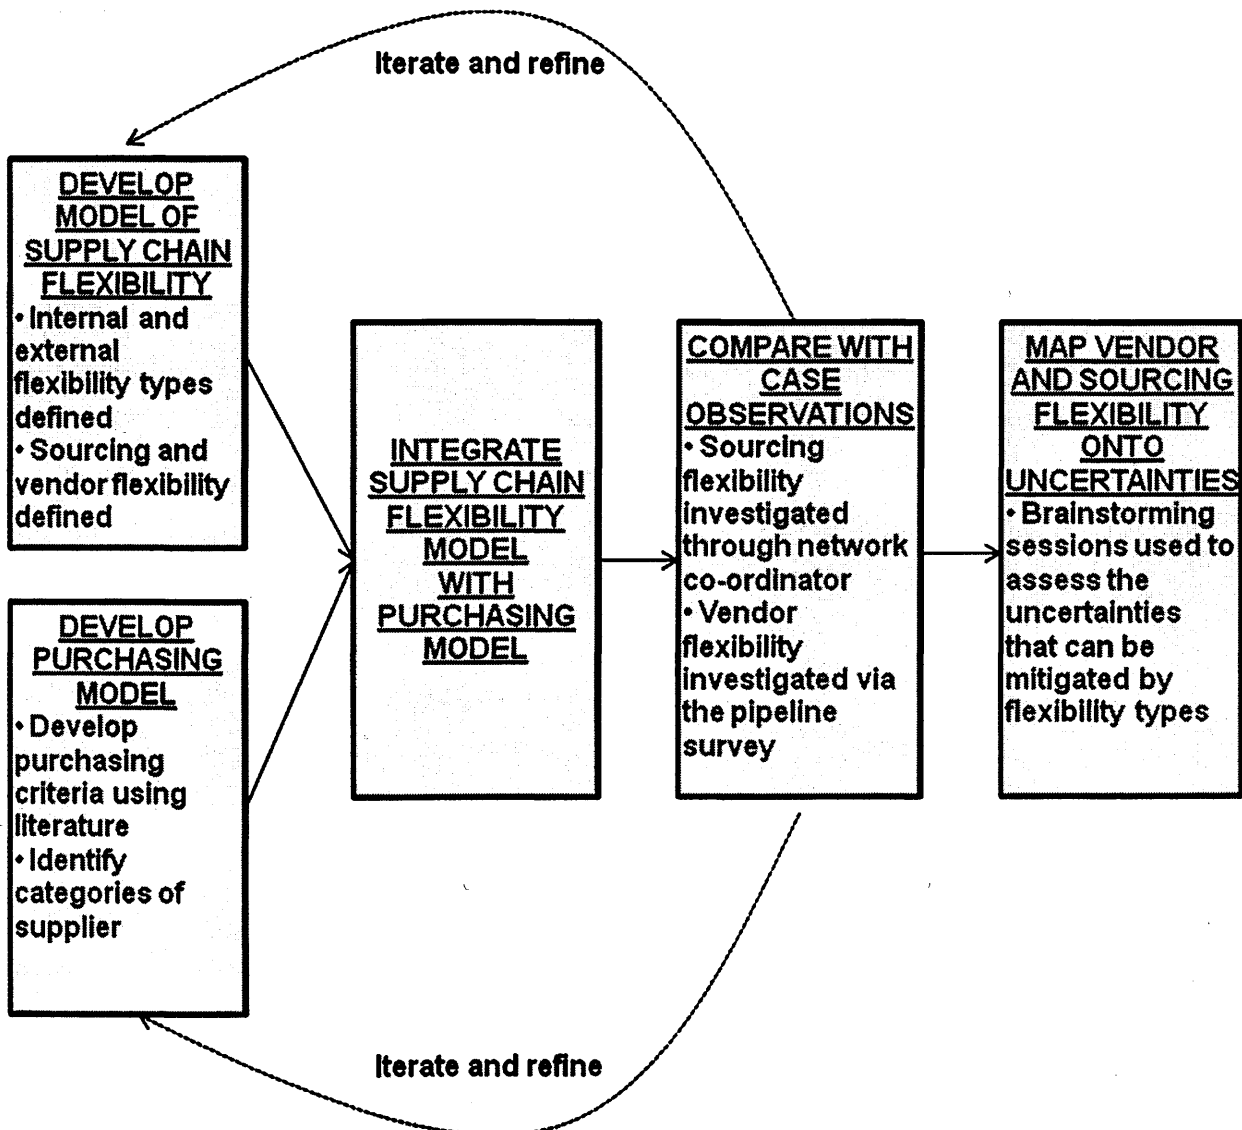 Iterate and refine
DEVELOP
MODEL OF
SUPPLY CHAIN
FLEXIBILITY
• Internal and
external
flexibility types
defined
• Sourcing and
vendor flexibility
defined
DEVELOP
PURCHASING
MODEL
• Develop
purchasing
criteria using
literature
• Identify
categories of
supplier
INTEGRATE
SUPPLY CHAIN
FLEXIBILITY
MODEL
WITH
PURCHASING
MODEL
COMPARE WITH
CASE
OBSERVATIONS
• Sourcing
flexibility
investigated
through network
co-ordinator
• Vendor
flexibility
investigated via
the pipeline
survey
MAP VENDOR
AND SOURCING
FLEXIBILITY
ONTO
UNCERTAINTIES
• Brainstorming
sessions used to
assess the
uncertainties
that can be
mitigated by
flexibility types
Iterate and refine